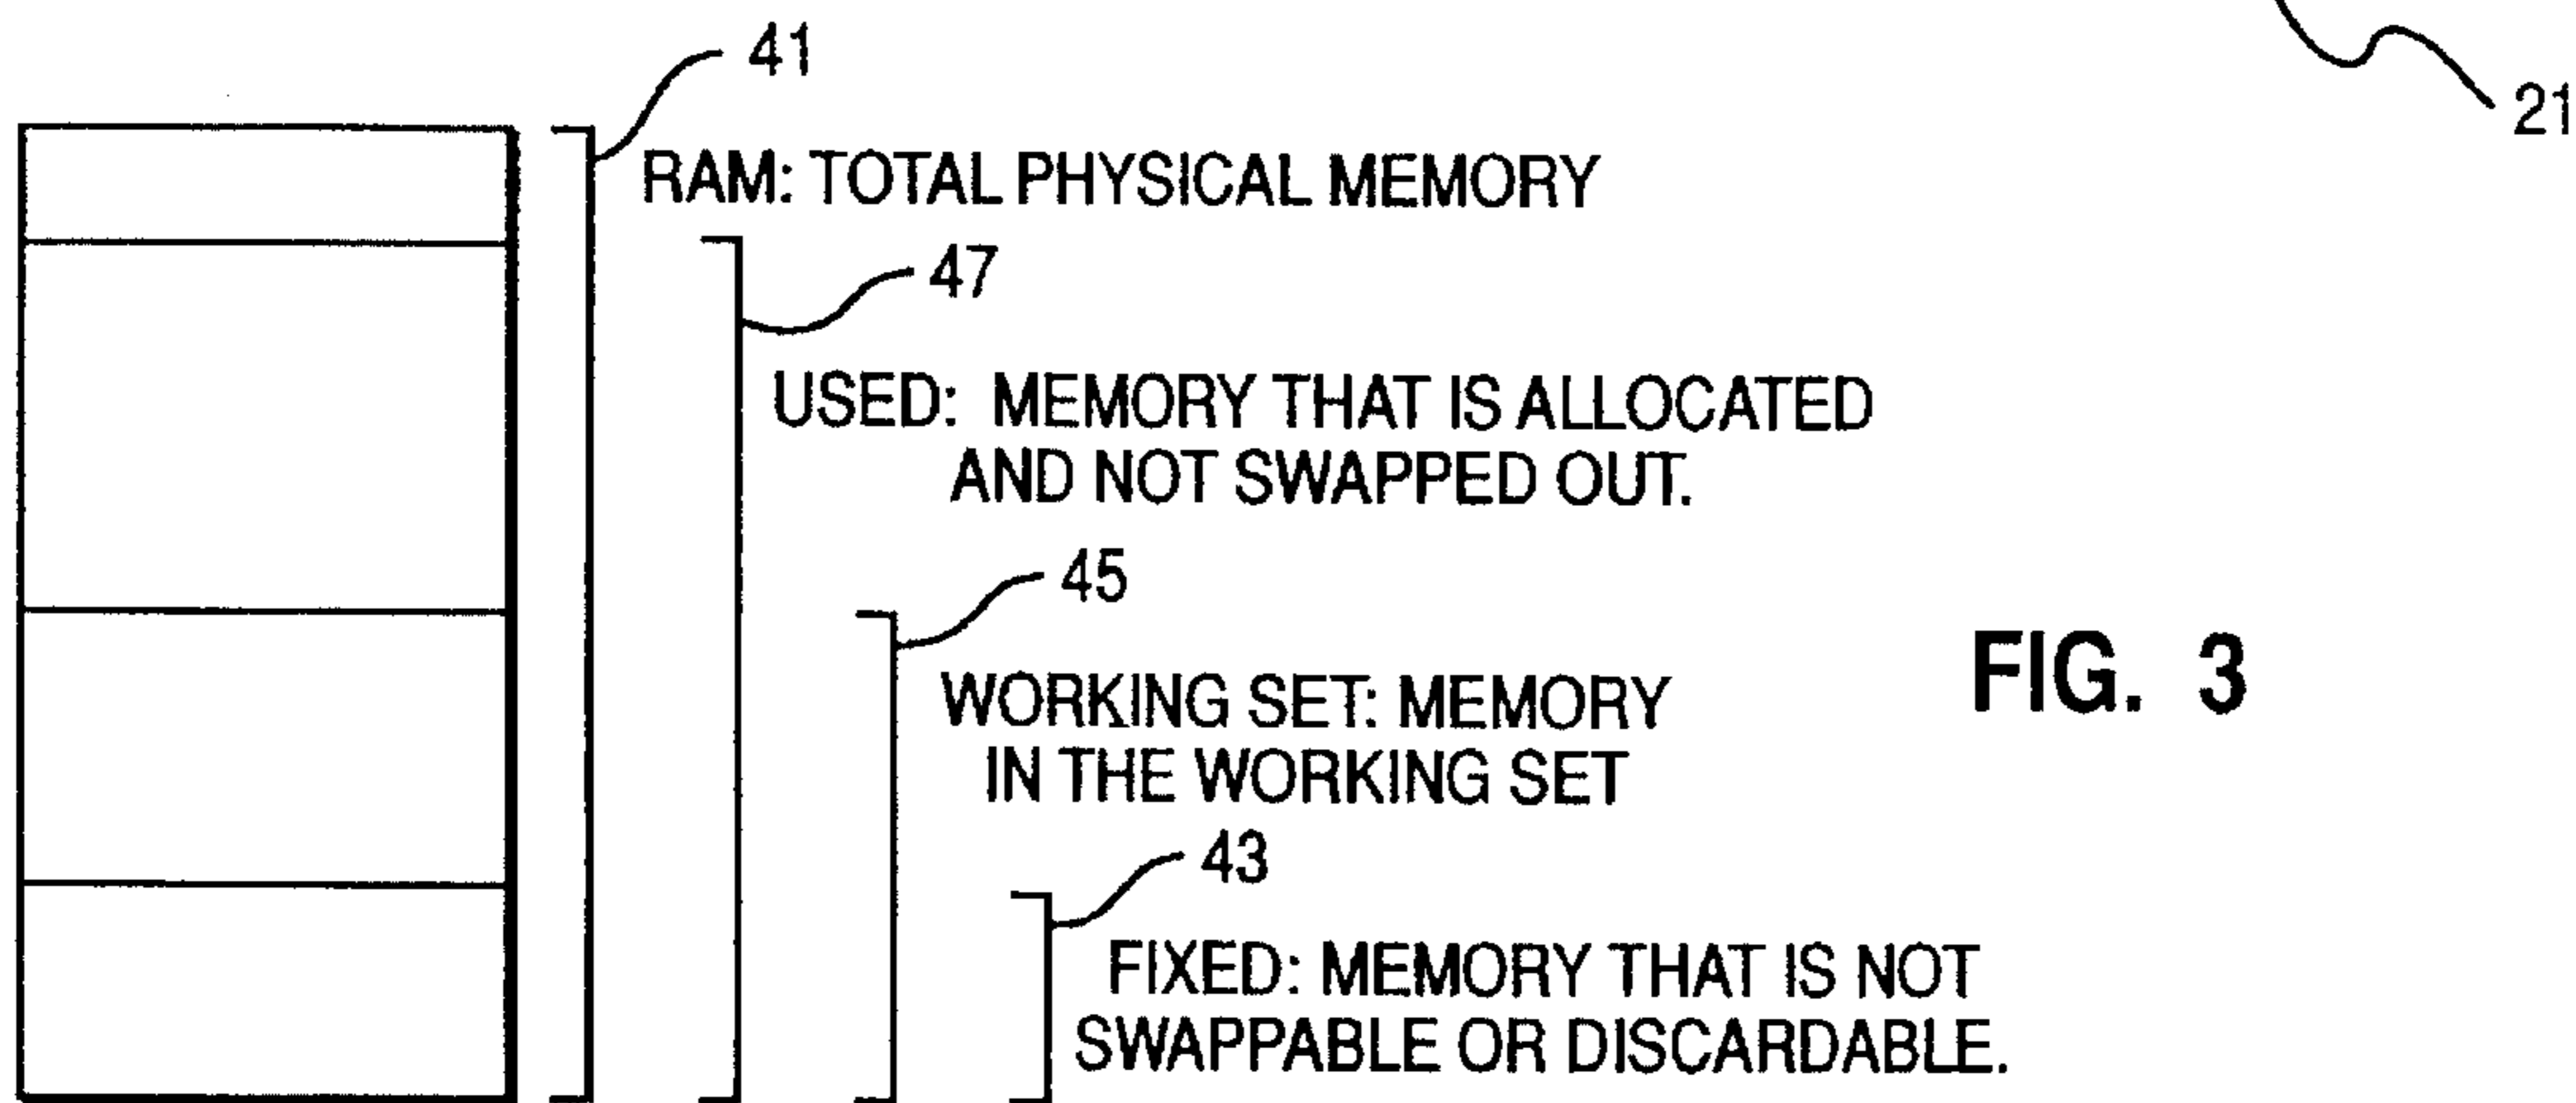 41
21
RAM: TOTAL PHYSICAL MEMORY
47
USED: MEMORY THAT IS ALLOCATED
AND NOT SWAPPED OUT.
45
WORKING SET: MEMORY
IN THE WORKING SET
FIG. 3
43
FIXED: MEMORY THAT IS NOT
SWAPPABLE OR DISCARDABLE.